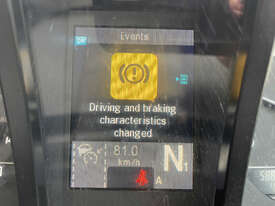 Events
Driving and braking
characteristics
changed
81.0
km/h
N1
A